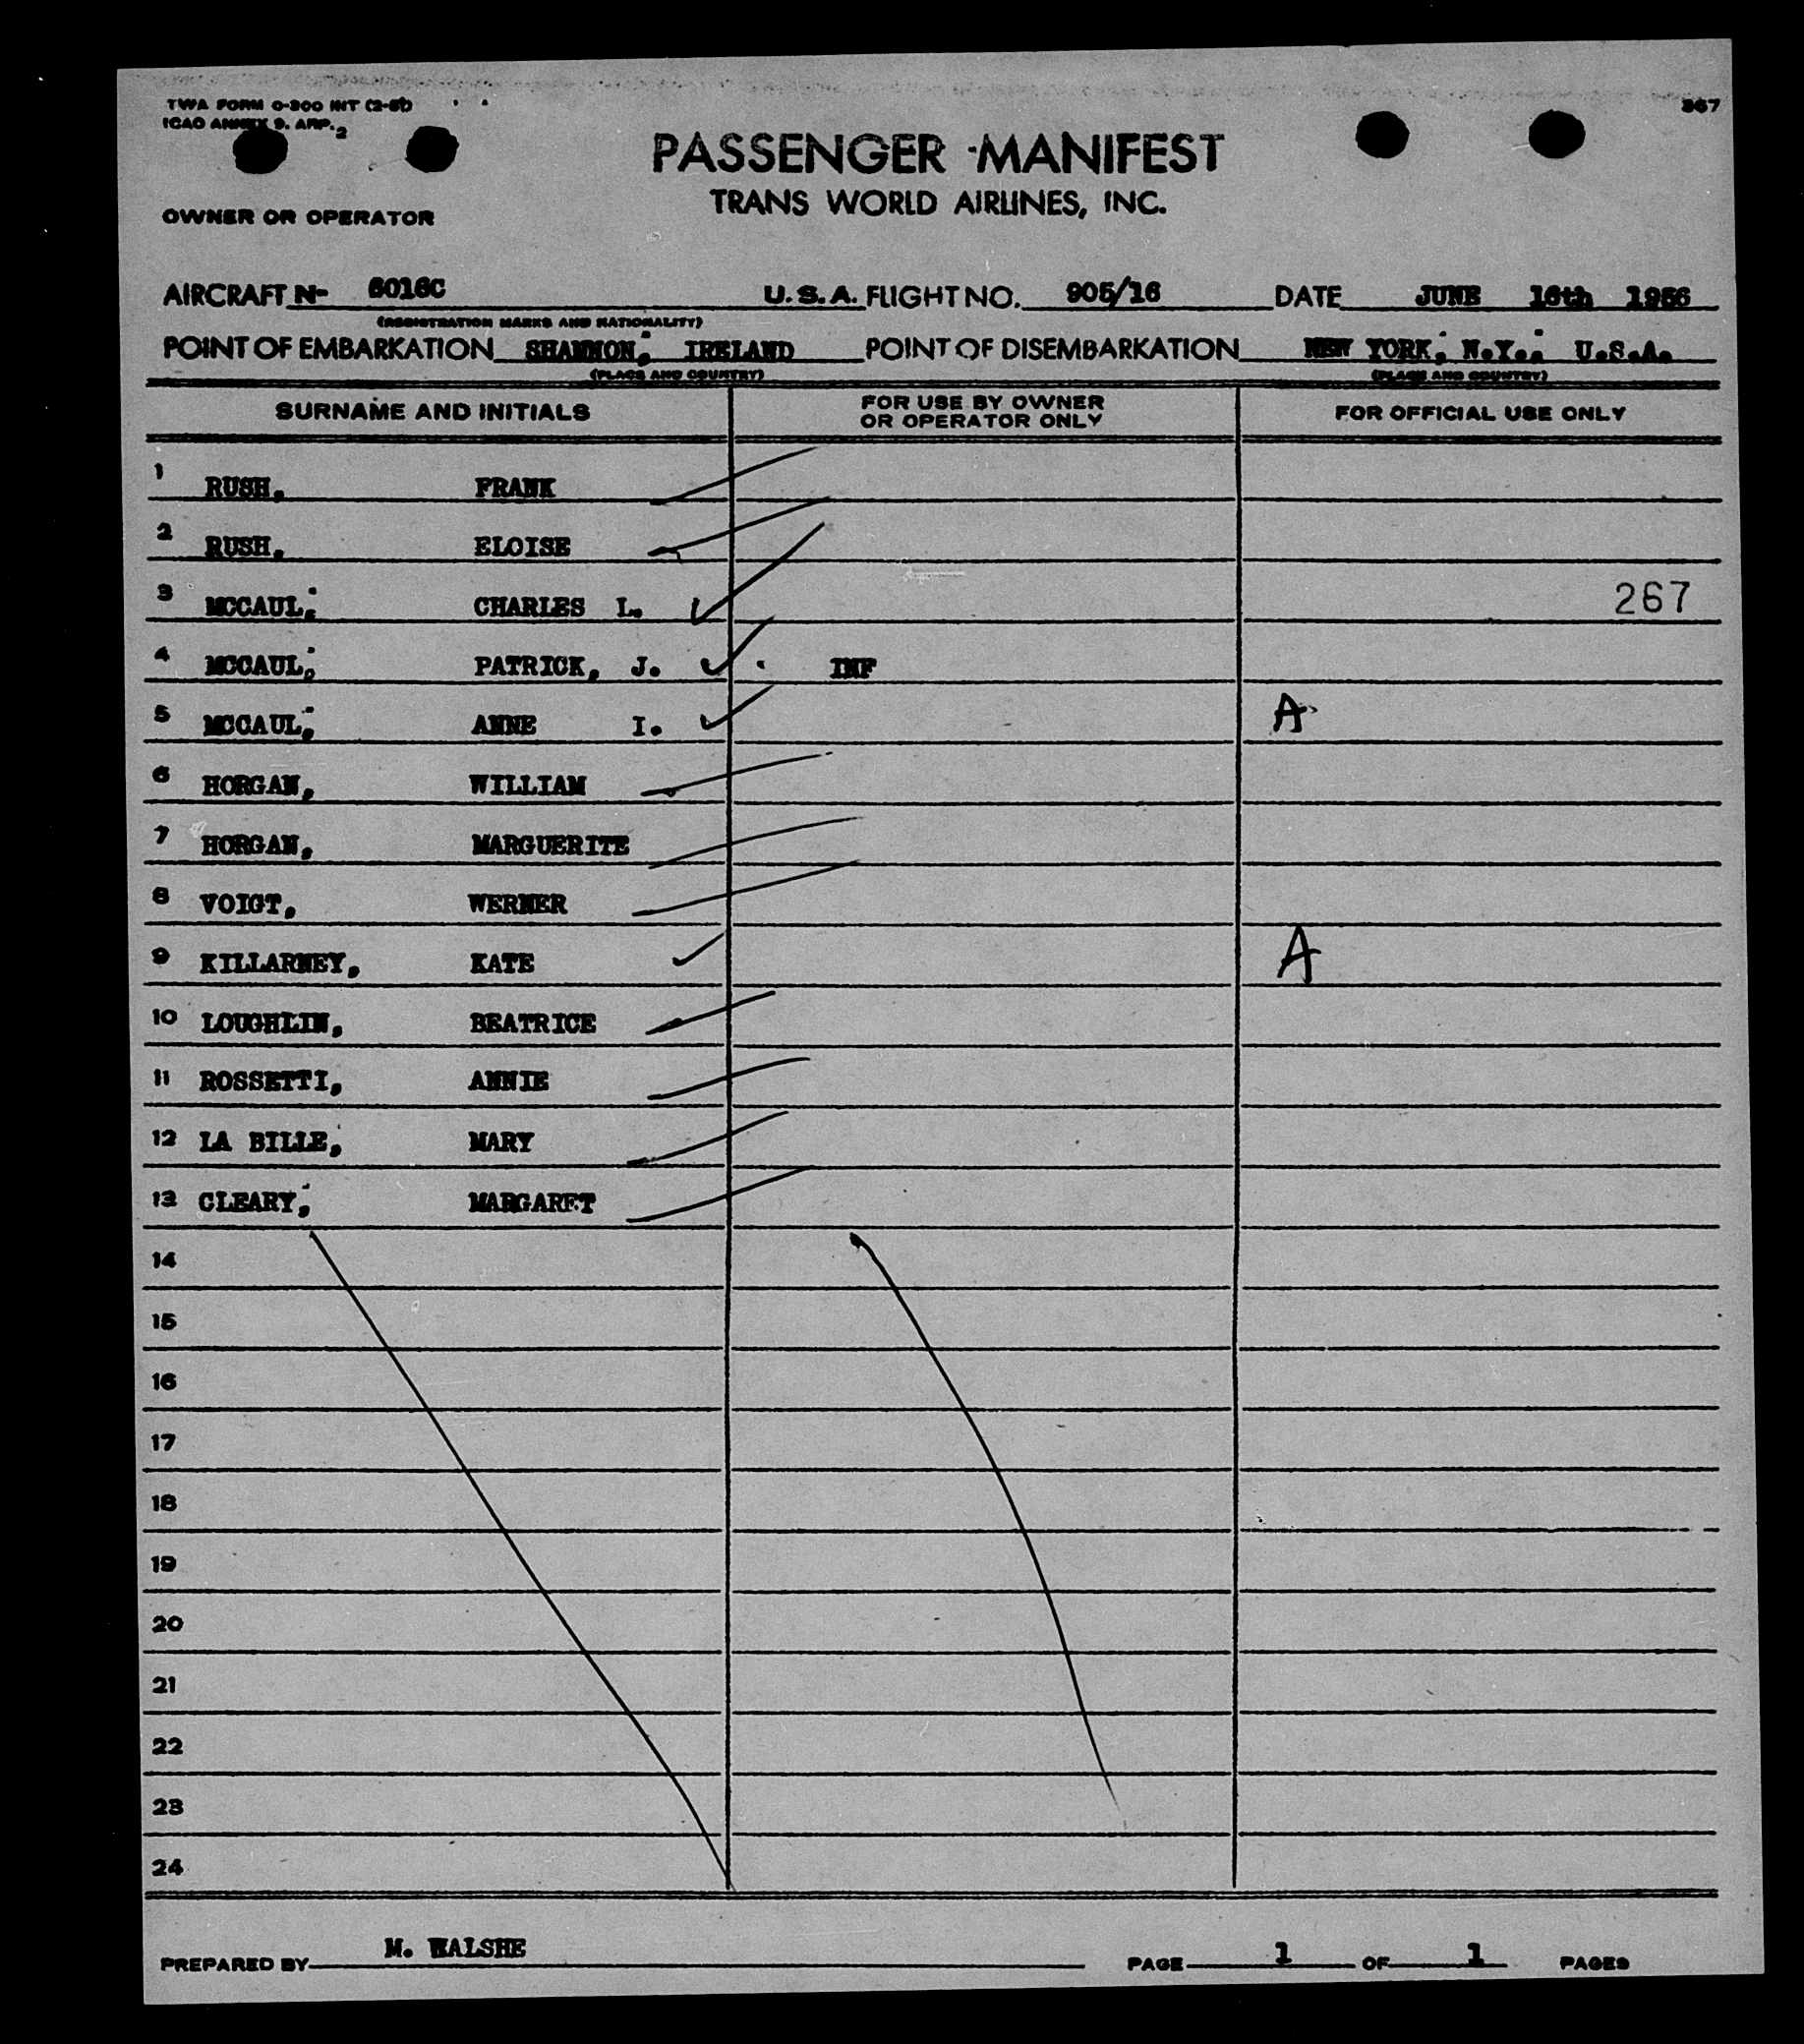 TWA FORM O-300 INT (2-51)
ICAO ANNEX 9. APP. 2
367
PASSENGER MANIFEST
TRANS WORLD AIRLINES, INC.
OWNER OR OPERATOR
AIRCRAFT N- 6016C U.S.A. FLIGHT NO. 905/16 DATE JUNE 16th 1956
(REGISTRATION MARKS AND NATIONALITY)
POINT OF EMBARKATION SHANNON, IRELAND POINT OF DISEMBARKATION NEW YORK, N.Y., U.S.A.
(PLACE AND COUNTRY) (PLACE AND COUNTRY)
SURNAME AND INITIALS FOR USE BY OWNER OR OPERATOR ONLY FOR OFFICIAL USE ONLY
1 RUSH, FRANK
2 RUSH, ELOISE
3 MCCAUL, CHARLES L. 267
4 MCCAUL, PATRICK, J. INF
5 MCCAUL, ANNE I. A
6 HORGAN, WILLIAM
7 HORGAN, MARGUERITE
8 VOIGT, WERNER
9 KILLARNEY, KATE A
10 LOUGHLIN, BEATRICE
11 ROSSETTI, ANNIE
12 LA BILLE, MARY
13 CLEARY, MARGARET
14
15
16
17
18
19
20
21
22
23
24
PREPARED BY M. WALSHE PAGE 1 OF 1 PAGES